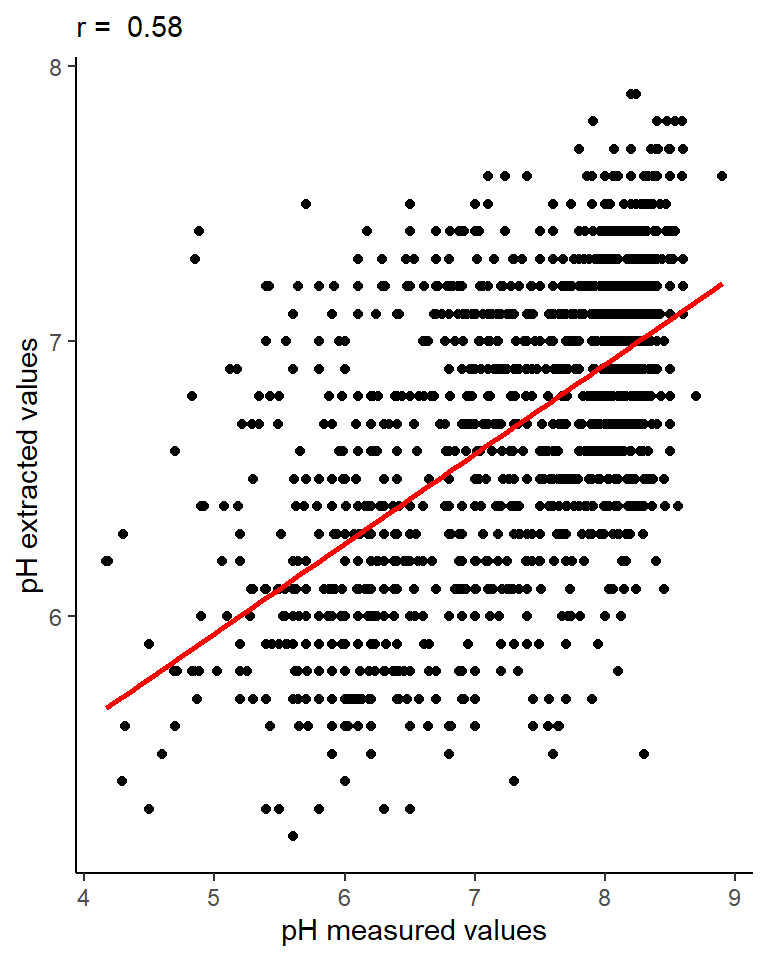 r = 0.58
8
7
6
pH extracted values
4 5 6 7 8 9
pH measured values